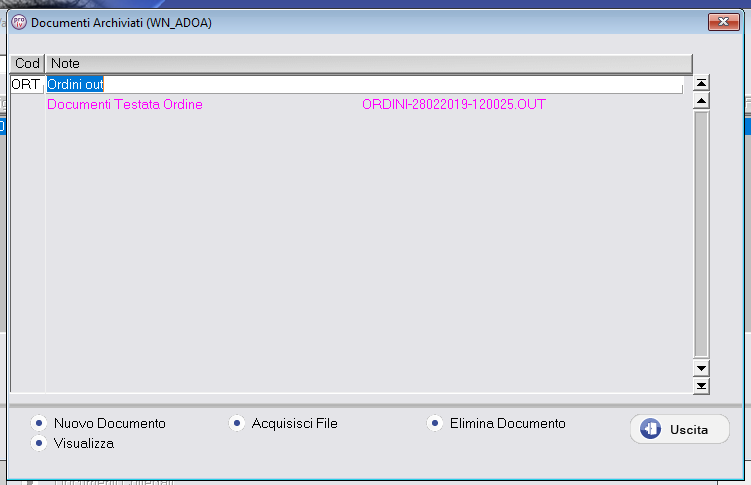 Documenti Archiviati (WN_ADOA)
Cod Note
ORT Ordini out
Documenti Testata Ordine ORDINI-28022019-120025.OUT
Nuovo Documento Acquisisci File Elimina Documento Uscita
Visualizza